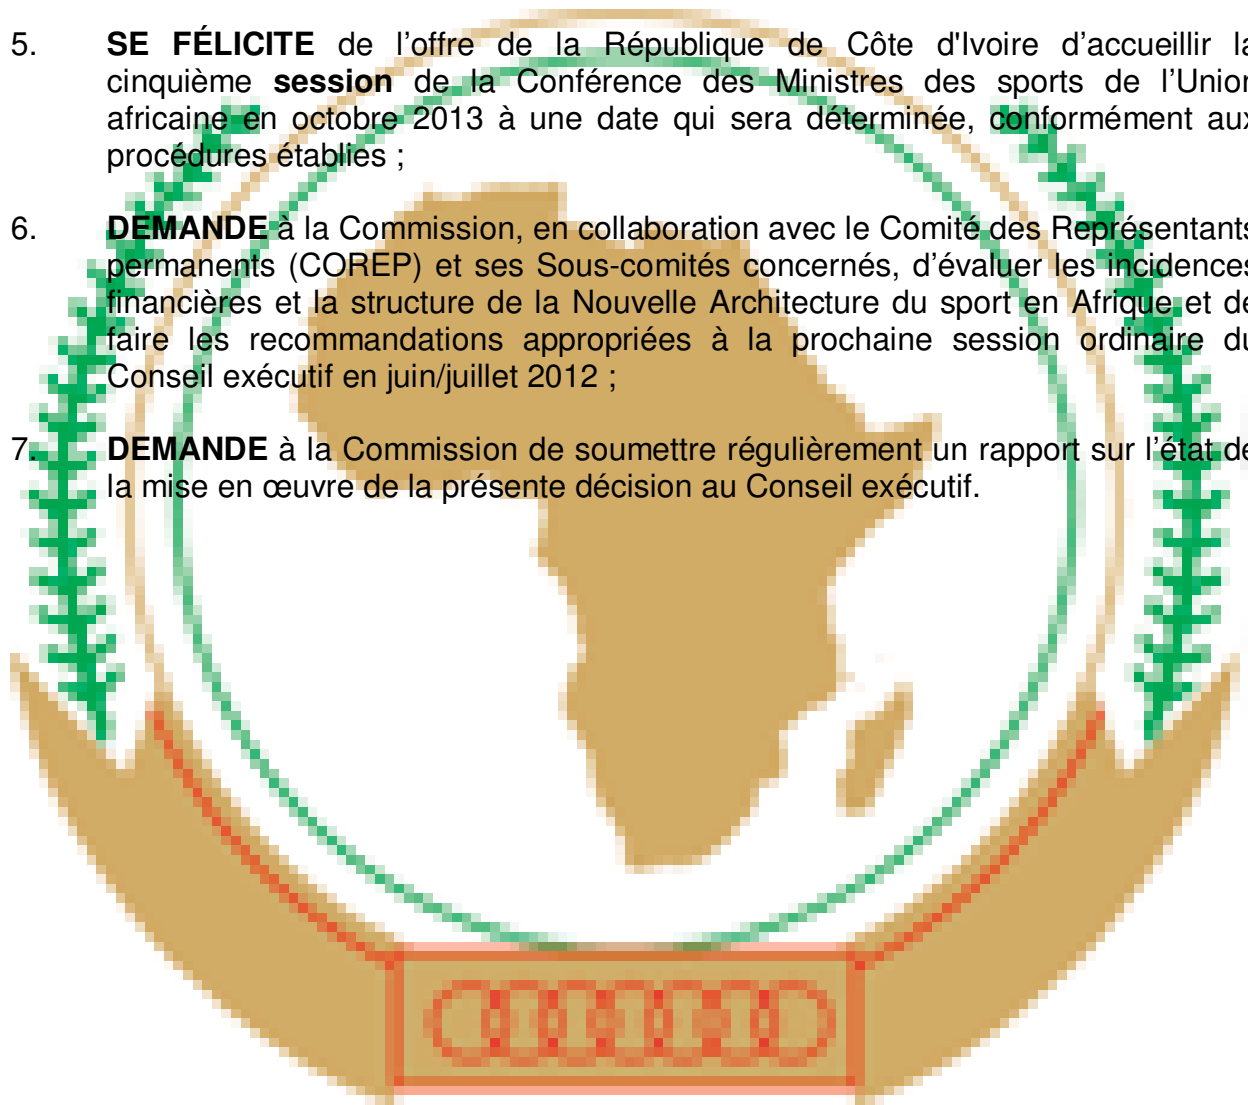 5. SE FÉLICITE de l’offre de la République de Côte d'Ivoire d’accueillir la
cinquième session de la Conférence des Ministres des sports de l’Union
africaine en octobre 2013 à une date qui sera déterminée, conformément aux
procédures établies ;
6. DEMANDE à la Commission, en collaboration avec le Comité des Représentants
permanents (COREP) et ses Sous-comités concernés, d’évaluer les incidences
financières et la structure de la Nouvelle Architecture du sport en Afrique et de
faire les recommandations appropriées à la prochaine session ordinaire du
Conseil exécutif en juin/juillet 2012 ;
7. DEMANDE à la Commission de soumettre régulièrement un rapport sur l’état de
la mise en œuvre de la présente décision au Conseil exécutif.